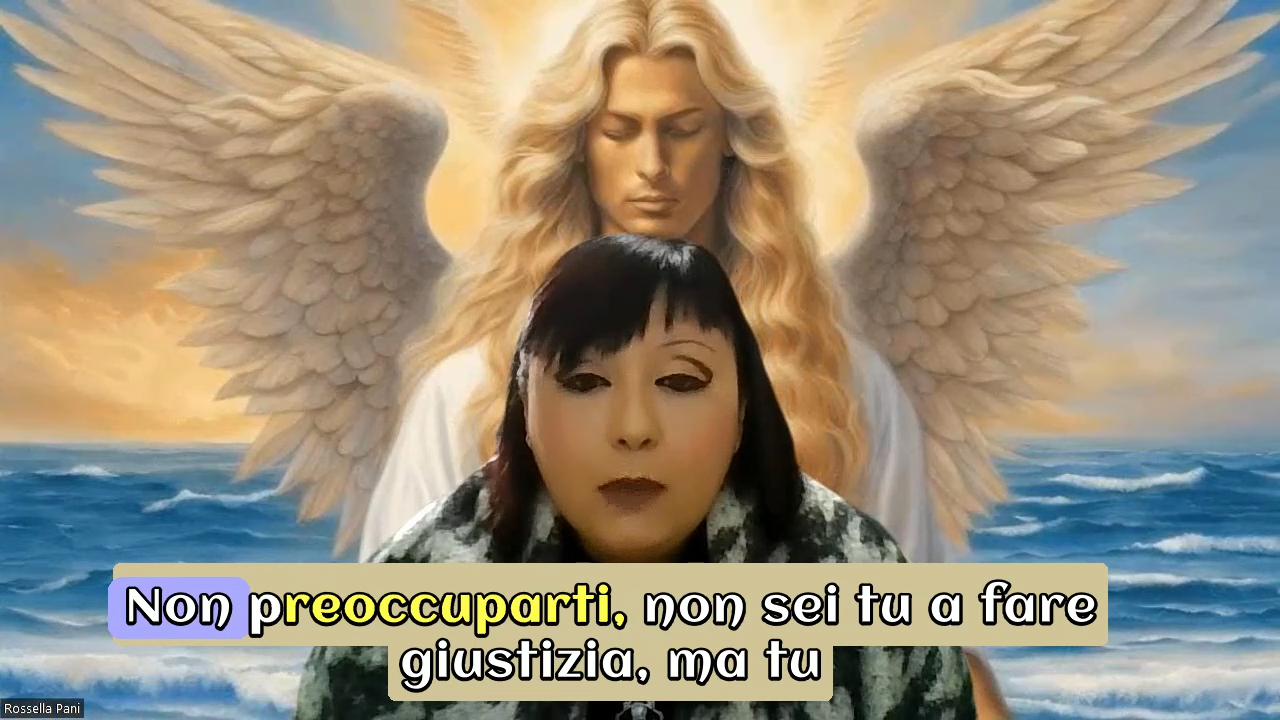 Non preoccuparti, non sei tu a fare
giustizia, ma tu
Rossella Pani